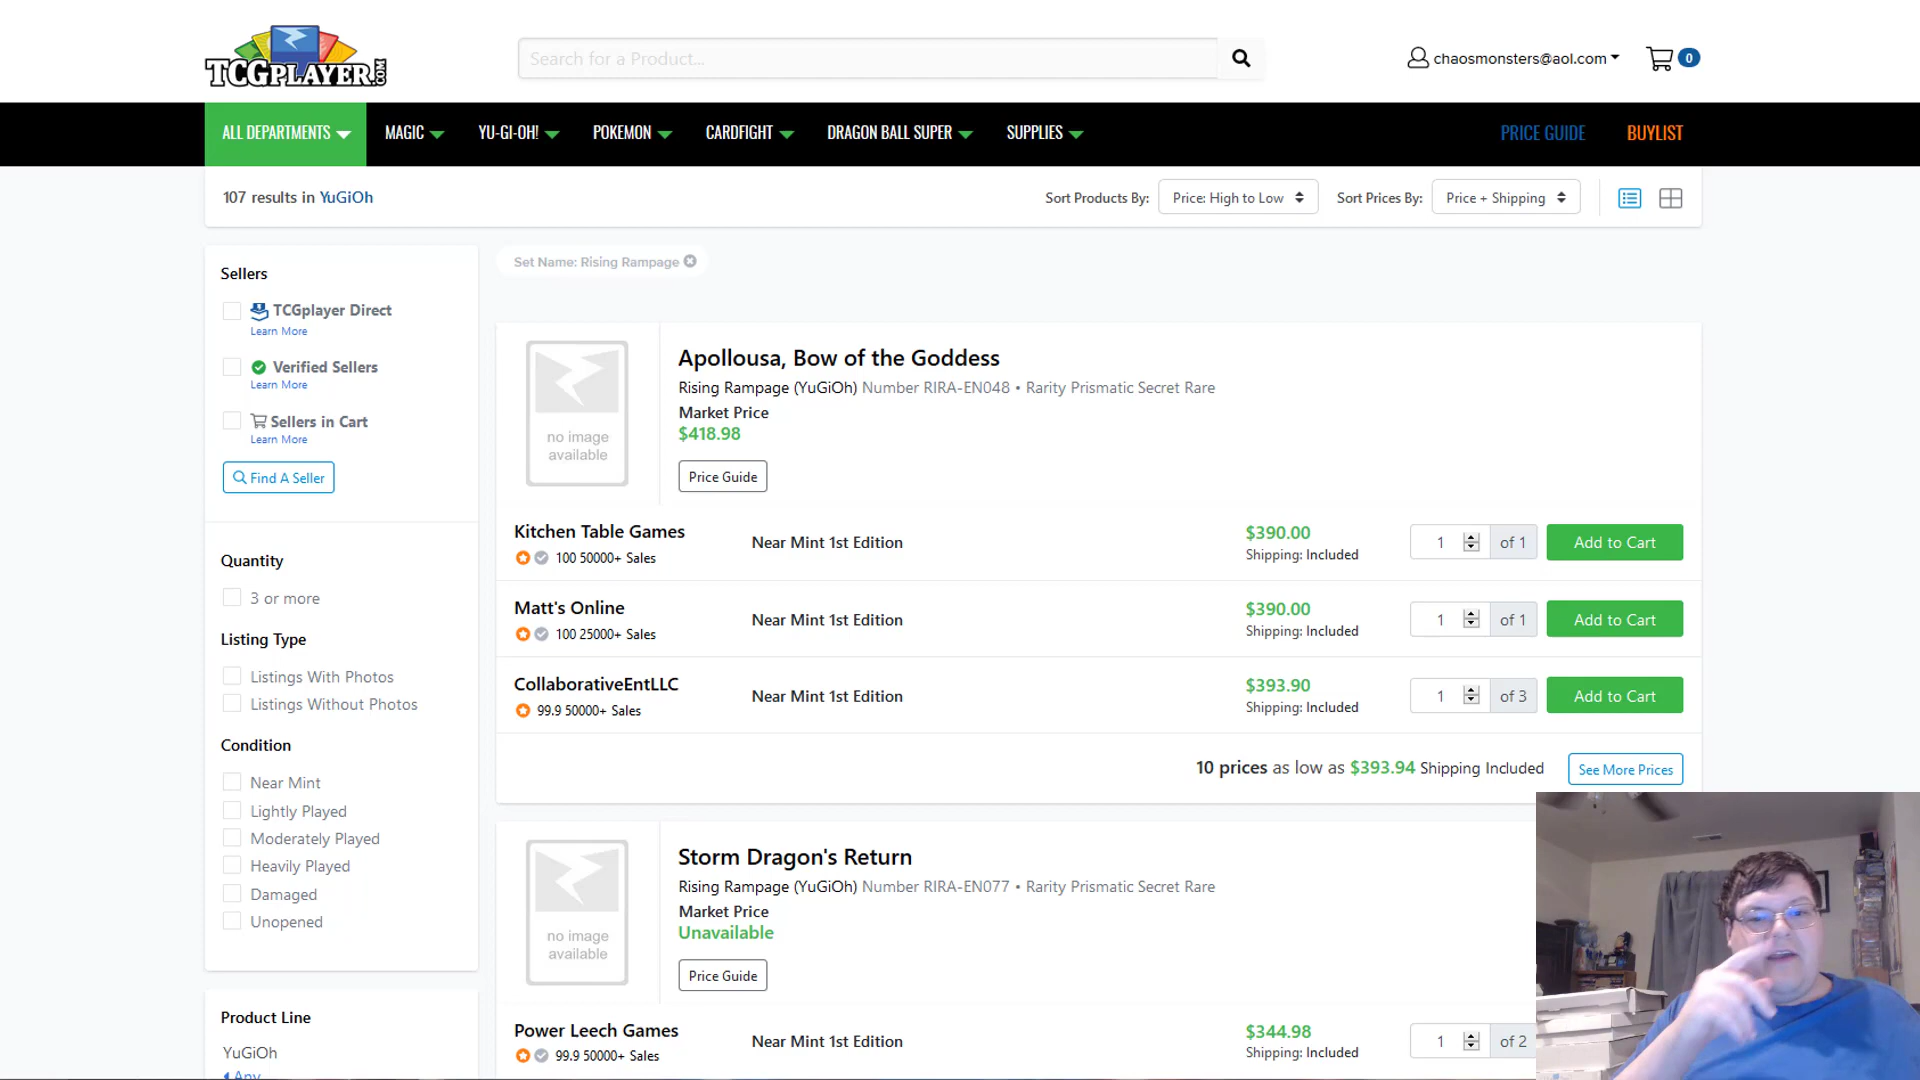 TCGPLAYER.COM
Search for a Product...
chaosmonsters@aol.com
0
ALL DEPARTMENTS
MAGIC
YU-GI-OH!
POKEMON
CARDFIGHT
DRAGON BALL SUPER
SUPPLIES
PRICE GUIDE
BUYLIST
107 results in YuGiOh
Sort Products By:
Price: High to Low
Sort Prices By:
Price + Shipping
Sellers
TCGplayer Direct
Learn More
Verified Sellers
Learn More
Sellers in Cart
Learn More
Find A Seller
Quantity
3 or more
Listing Type
Listings With Photos
Listings Without Photos
Condition
Near Mint
Lightly Played
Moderately Played
Heavily Played
Damaged
Unopened
Product Line
YuGiOh
Any
Set Name: Rising Rampage
no image
available
Apollousa, Bow of the Goddess
Rising Rampage (YuGiOh) Number RIRA-EN048 • Rarity Prismatic Secret Rare
Market Price
$418.98
Price Guide
Kitchen Table Games
100 50000+ Sales
Near Mint 1st Edition
$390.00
Shipping: Included
1
of 1
Add to Cart
Matt's Online
100 25000+ Sales
Near Mint 1st Edition
$390.00
Shipping: Included
1
of 1
Add to Cart
CollaborativeEntLLC
99.9 50000+ Sales
Near Mint 1st Edition
$393.90
Shipping: Included
1
of 3
Add to Cart
10 prices as low as $393.94 Shipping Included
See More Prices
no image
available
Storm Dragon's Return
Rising Rampage (YuGiOh) Number RIRA-EN077 • Rarity Prismatic Secret Rare
Market Price
Unavailable
Price Guide
Power Leech Games
99.9 50000+ Sales
Near Mint 1st Edition
$344.98
Shipping: Included
1
of 2